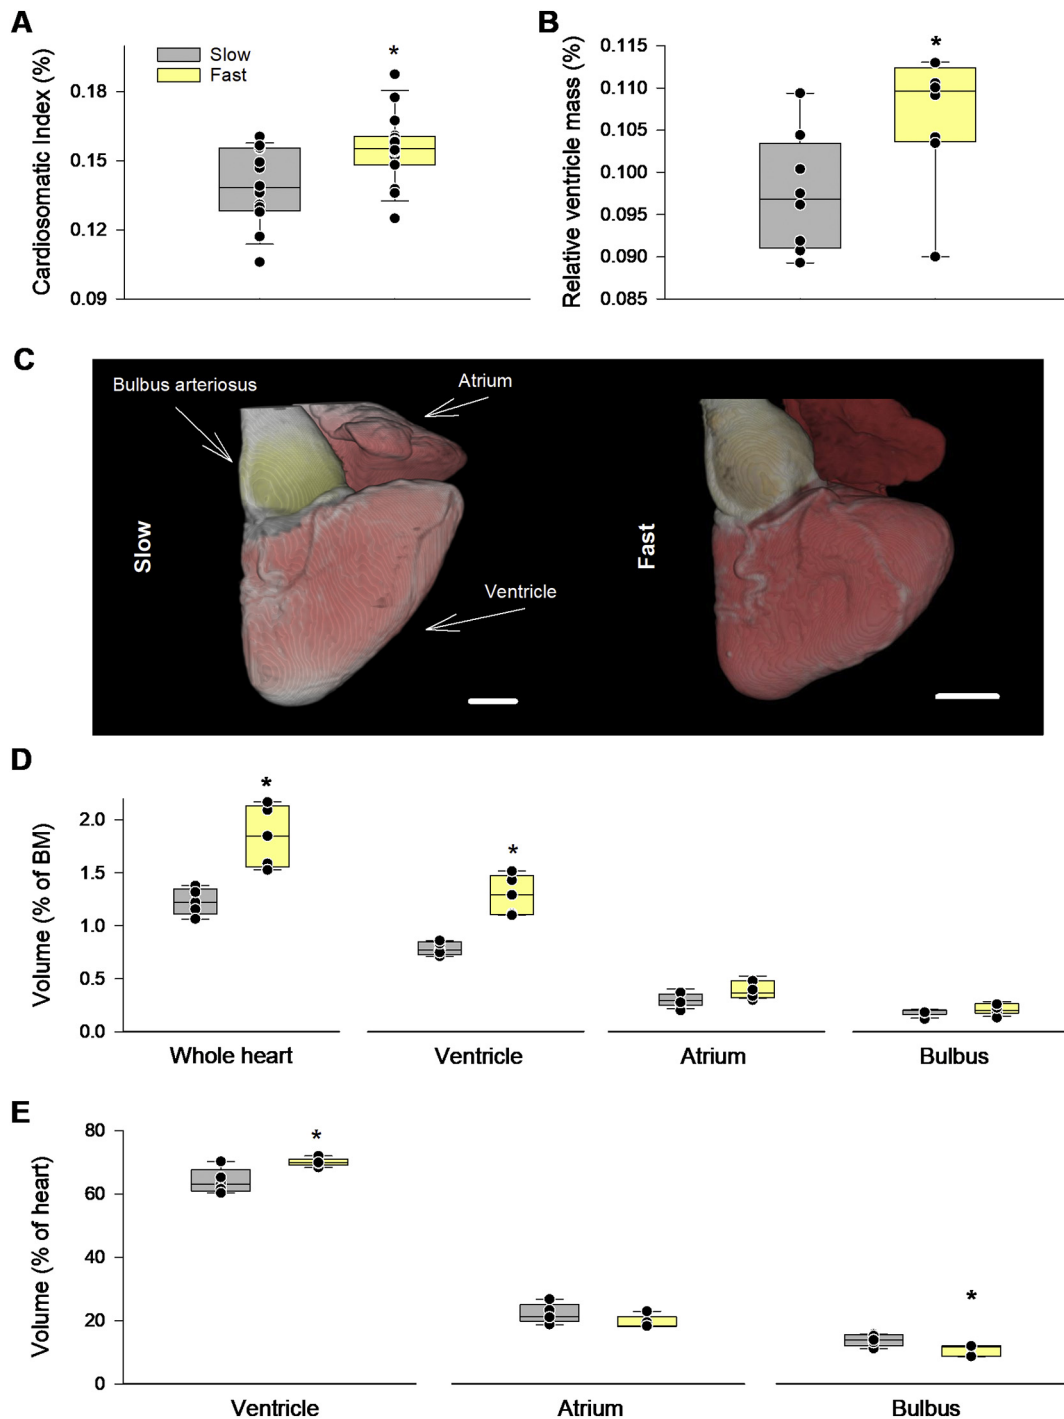 A
Slow
Fast
*
Cardiosomatic Index (%)
0.18
0.15
0.12
0.09
B
*
Relative ventricle mass (%)
0.115
0.110
0.105
0.100
0.095
0.090
0.085
C
Bulbus arteriosus
Atrium
Slow
Ventricle
Fast
D
*
*
Volume (% of BM)
2.0
1.5
1.0
0.5
0.0
Whole heart
Ventricle
Atrium
Bulbus
E
*
*
Volume (% of heart)
80
60
40
20
0
Ventricle
Atrium
Bulbus